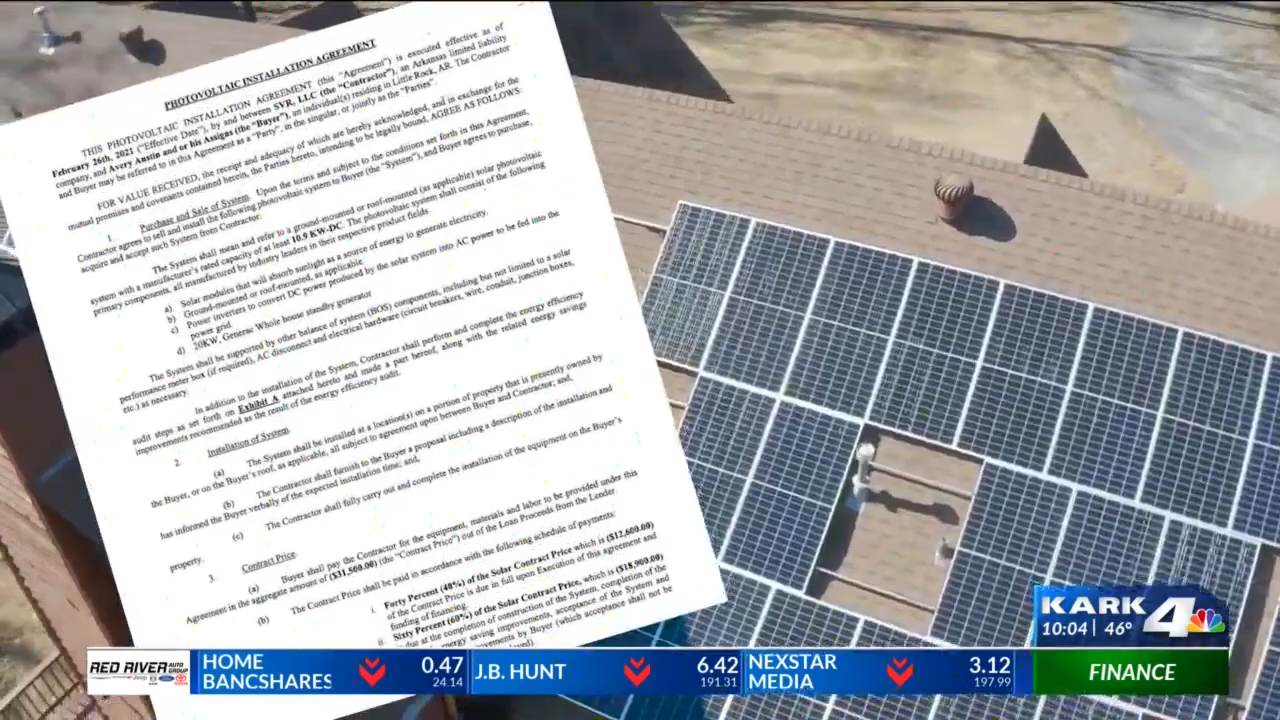 PHOTOVOLTAIC INSTALLATION AGREEMENT
THIS PHOTOVOLTAIC INSTALLATION AGREEMENT (this "Agreement") is executed effective as of
February 26th, 2021 ("Effective Date"), by and between SVR, LLC (the "Contractor"), an Arkansas limited liability
company, and Avery Austin and or his Assigns (the "Buyer"), an individual(s) residing in Little Rock, AR. The Contractor
and Buyer may be referred to in this Agreement as a "Party", in the singular, or jointly as the "Parties".
FOR VALUE RECEIVED, the receipt and adequacy of which are hereby acknowledged, and in exchange for the
mutual promises and covenants contained herein, the Parties hereto, intending to be legally bound, AGREE AS FOLLOWS:
1. Purchase and Sale of System. Upon the terms and subject to the conditions set forth in this Agreement,
Contractor agrees to sell and install the following photovoltaic system to Buyer (the "System"), and Buyer agrees to purchase,
acquire and accept such System from Contractor:
The System shall mean and refer to a ground-mounted or roof-mounted (as applicable) solar photovoltaic
system with a manufacturer's rated capacity of at least 10.9 KW-DC. The photovoltaic system shall consist of the following
primary components, all manufactured by industry leaders in their respective product fields.
a) Solar modules that will absorb sunlight as a source of energy to generate electricity.
b) Ground-mounted or roof-mounted, as applicable.
c) Power inverters to convert DC power produced by the solar system into AC power to be fed into the
power grid.
d) 20KW, Generac Whole house standby generator
The System shall be supported by other balance of system (BOS) components, including but not limited to a solar
performance meter box (if required), AC disconnect and electrical hardware (circuit breakers, wire, conduit, junction boxes,
etc.) as necessary.
In addition to the installation of the System, Contractor shall perform and complete the energy efficiency
audit steps as set forth on Exhibit A attached hereto and made a part hereof, along with the related energy savings
improvements recommended as the result of the energy efficiency audit.
2. Installation of System.
(a) The System shall be installed at a location(s) on a portion of property that is presently owned by
the Buyer, or on the Buyer's roof, as applicable, all subject to agreement upon between Buyer and Contractor; and,
(b) The Contractor shall furnish to the Buyer a proposal including a description of the installation and
has informed the Buyer verbally of the expected installation time; and,
(c) The Contractor shall fully carry out and complete the installation of the equipment on the Buyer's
property.
3. Contract Price.
(a) Buyer shall pay the Contractor for the equipment, materials and labor to be provided under this
Agreement in the aggregate amount of ($31,500.00) (the "Contract Price") out of the Loan Proceeds from the Lender.
(b) The Contract Price shall be paid in accordance with the following schedule of payments:
i. Forty Percent (40%) of the Solar Contract Price which is ($12,600.00)
of the Contract Price is due in full upon Execution of this agreement and
funding of financing.
ii Sixty Percent (60%) of the Solar Contract Price, which is ($18,900.00)
due at the completion of construction of the System, completion of the
energy saving improvements, acceptance of the System and
by Buyer (which acceptance shall not be
KARK 4
10:04 | 46°
RED RIVER AUTO GROUP
HOME BANCSHARES 0.47 24.14
J.B. HUNT 6.42 191.31
NEXSTAR MEDIA 3.12 197.99
FINANCE